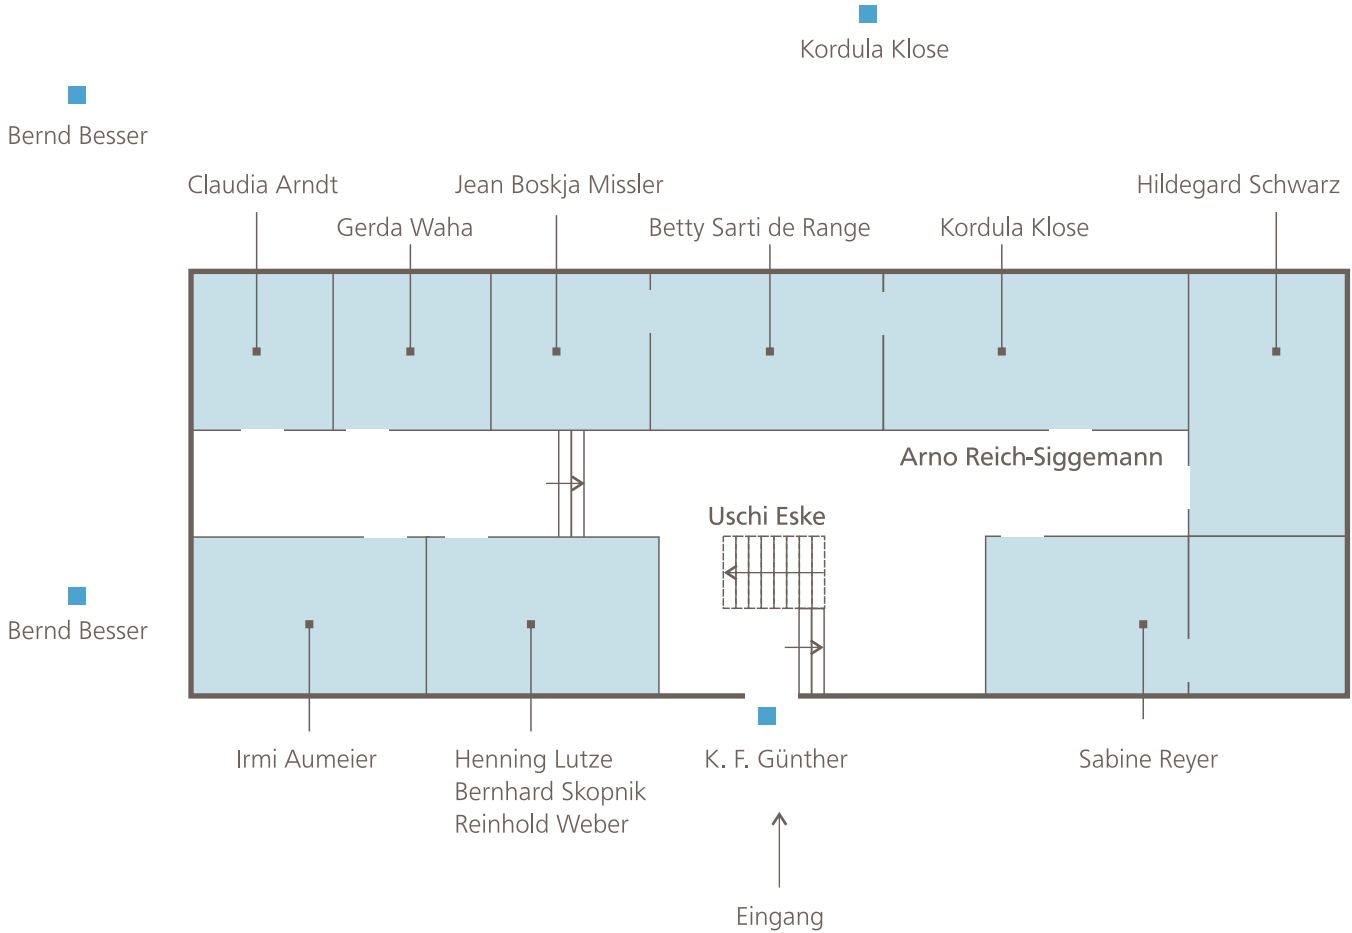 Kordula Klose
Bernd Besser
Claudia Arndt
Jean Boskja Missler
Hildegard Schwarz
Gerda Waha
Betty Sarti de Range
Kordula Klose
Arno Reich-Siggemann
Uschi Eske
Bernd Besser
Irmi Aumeier
Henning Lutze
Bernhard Skopnik
Reinhold Weber
K. F. Günther
Sabine Reyer
Eingang